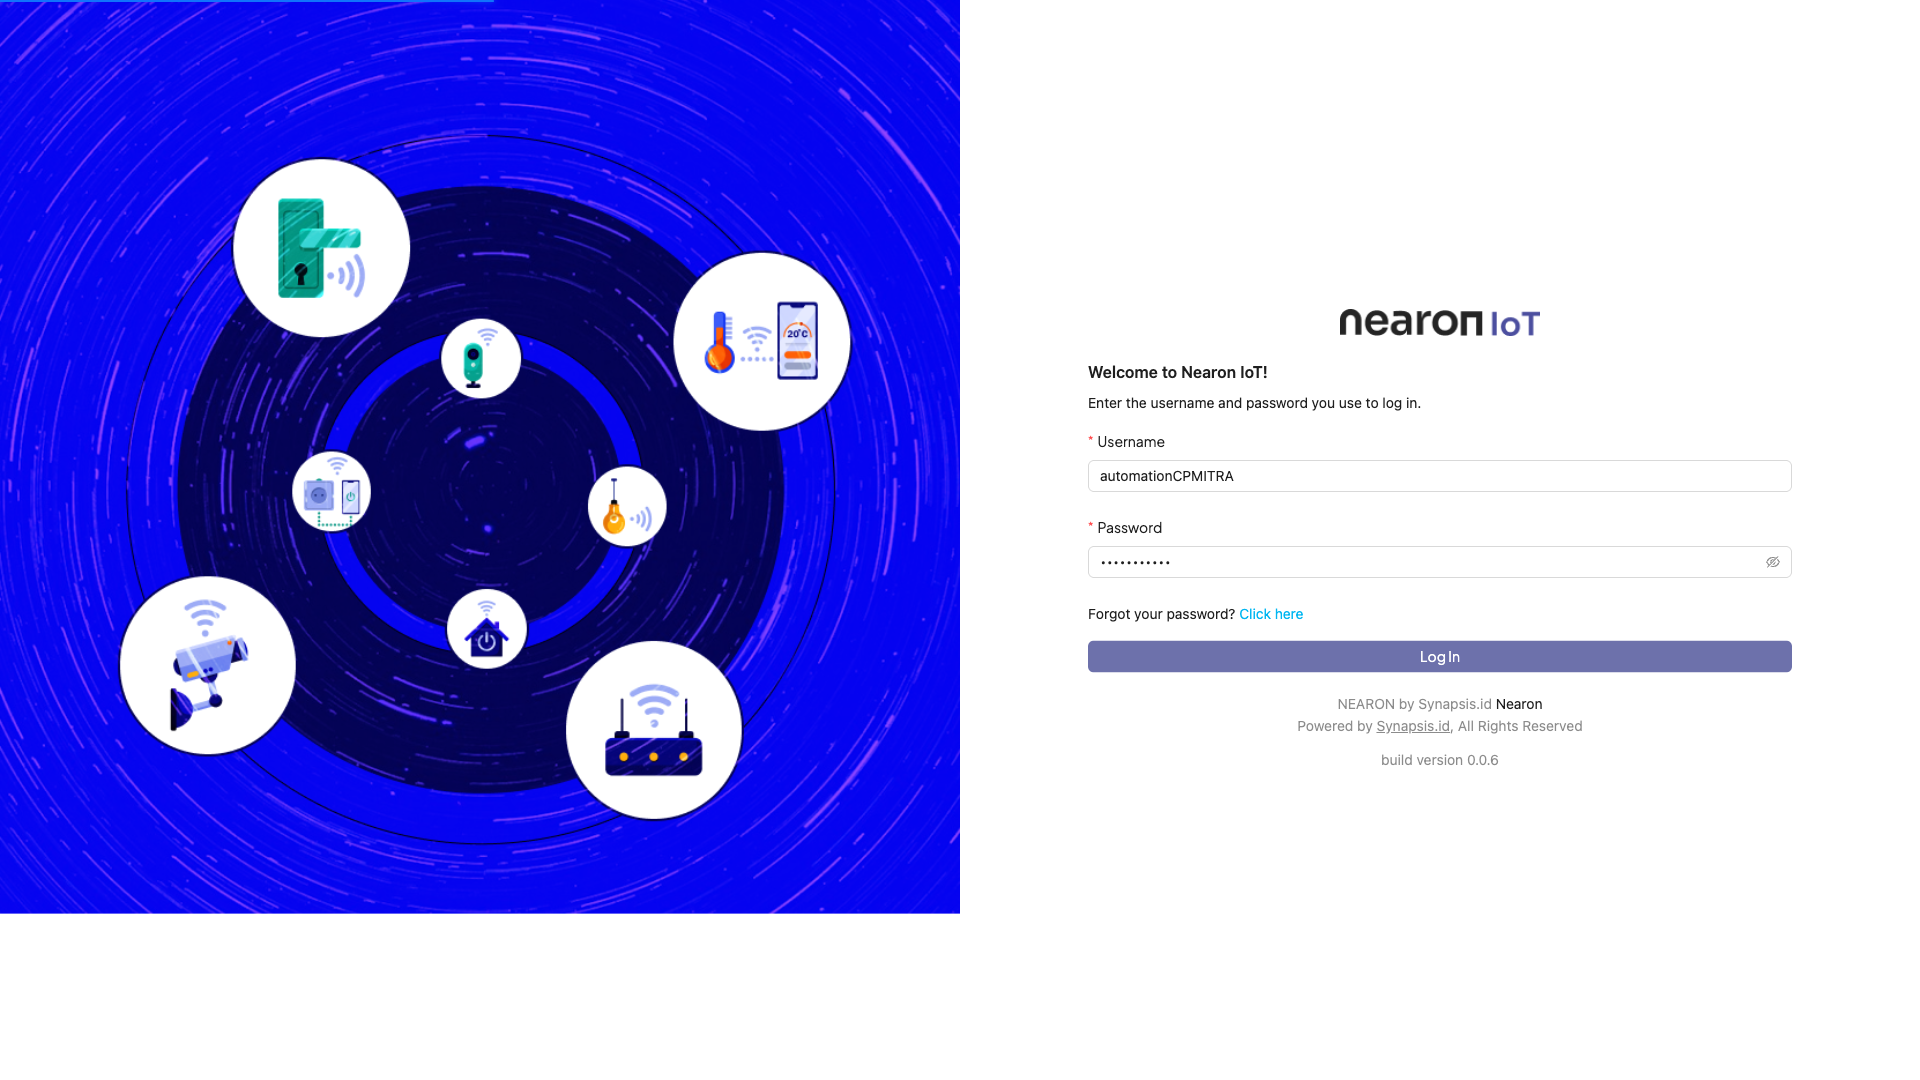 20°C
nearon IoT
Welcome to Nearon IoT!
Enter the username and password you use to log in.
* Username
automationCPMITRA
* Password
•••••••••••
Forgot your password? Click here
Log In
NEARON by Synapsis.id Nearon
Powered by Synapsis.id, All Rights Reserved
build version 0.0.6